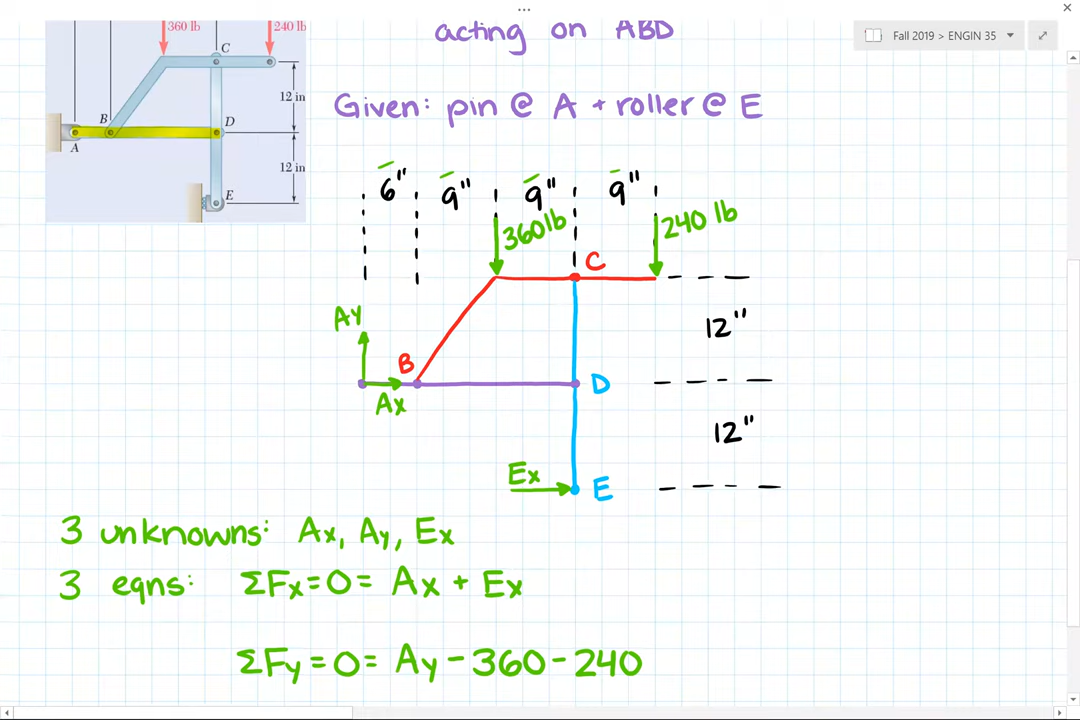 ...
acting on ABD
Fall 2019 > ENGIN 35
360 lb
240 lb
C
12 in
B
D
A
12 in
E
Given: pin @ A + roller @ E
6" 9" 9" 9"
360lb
240 lb
C
Ay
12"
B
D
Ax
12"
Ex
E
3 unknowns: Ax, Ay, Ex
3 eqns: ΣFx=0= Ax + Ex
ΣFy=0= Ay-360-240